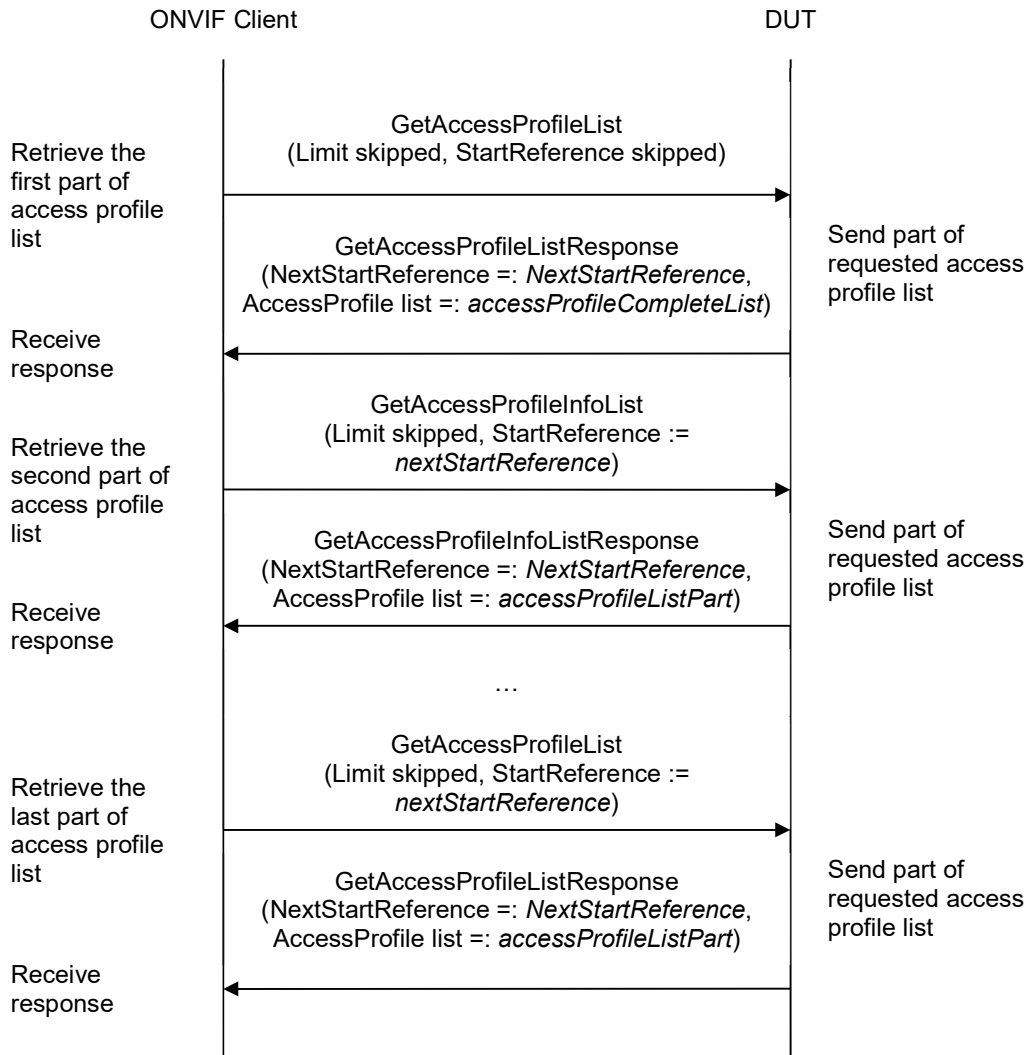 ONVIF Client
DUT
GetAccessProfileList
(Limit skipped, StartReference skipped)
Retrieve the
first part of
access profile
list
GetAccessProfileListResponse
(NextStartReference =: NextStartReference,
AccessProfile list =: accessProfileCompleteList)
Send part of
requested access
profile list
Receive
response
GetAccessProfileInfoList
(Limit skipped, StartReference :=
nextStartReference)
Retrieve the
second part of
access profile
list
GetAccessProfileInfoListResponse
(NextStartReference =: NextStartReference,
AccessProfile list =: accessProfileListPart)
Send part of
requested access
profile list
Receive
response
…
GetAccessProfileList
(Limit skipped, StartReference :=
nextStartReference)
Retrieve the
last part of
access profile
list
GetAccessProfileListResponse
(NextStartReference =: NextStartReference,
AccessProfile list =: accessProfileListPart)
Send part of
requested access
profile list
Receive
response